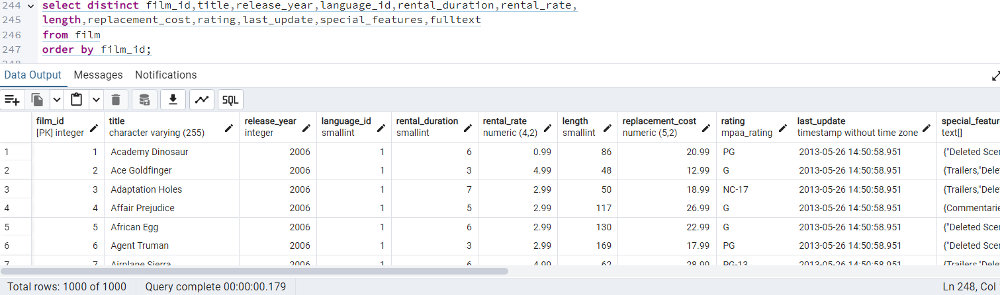 244 select distinct film_id,title,release_year,language_id,rental_duration,rental_rate,
245 length,replacement_cost,rating,last_update,special_features,fulltext
246 from film
247 order by film_id;
Data Output Messages Notifications
SQL
film_id title release_year language_id rental_duration rental_rate length replacement_cost rating last_update special_featur
[PK] integer character varying (255) integer smallint smallint numeric (4,2) smallint numeric (5,2) mpaa_rating timestamp without time zone text[]
1 1 Academy Dinosaur 2006 1 6 0.99 86 20.99 PG 2013-05-26 14:50:58.951 {"Deleted Scer
2 2 Ace Goldfinger 2006 1 3 4.99 48 12.99 G 2013-05-26 14:50:58.951 {Trailers,"Dele
3 3 Adaptation Holes 2006 1 7 2.99 50 18.99 NC-17 2013-05-26 14:50:58.951 {Trailers,"Dele
4 4 Affair Prejudice 2006 1 5 2.99 117 26.99 G 2013-05-26 14:50:58.951 {Commentarie
5 5 African Egg 2006 1 6 2.99 130 22.99 G 2013-05-26 14:50:58.951 {"Deleted Scer
6 6 Agent Truman 2006 1 3 2.99 169 17.99 PG 2013-05-26 14:50:58.951 {"Deleted Scer
7 7 Airplane Sierra 2006 1 6 4.99 62 28.99 PG-13 2013-05-26 14:50:58.951 {Trailers,"Dele
Total rows: 1000 of 1000 Query complete 00:00:00.179 Ln 248, Col